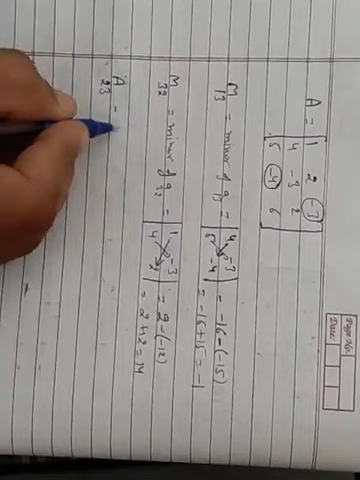 Page No.
Date:
A = 1 2 -3
4 -3 2
5 -4 6
M13 = minor of a13 = | 4 -3 5 -4 | = -16-(-15)
= -16+15 = -1
M32 = minor of a32 = | 1 -3 4 2 | = 2-(-12)
= 2+12 = 14
A23 =